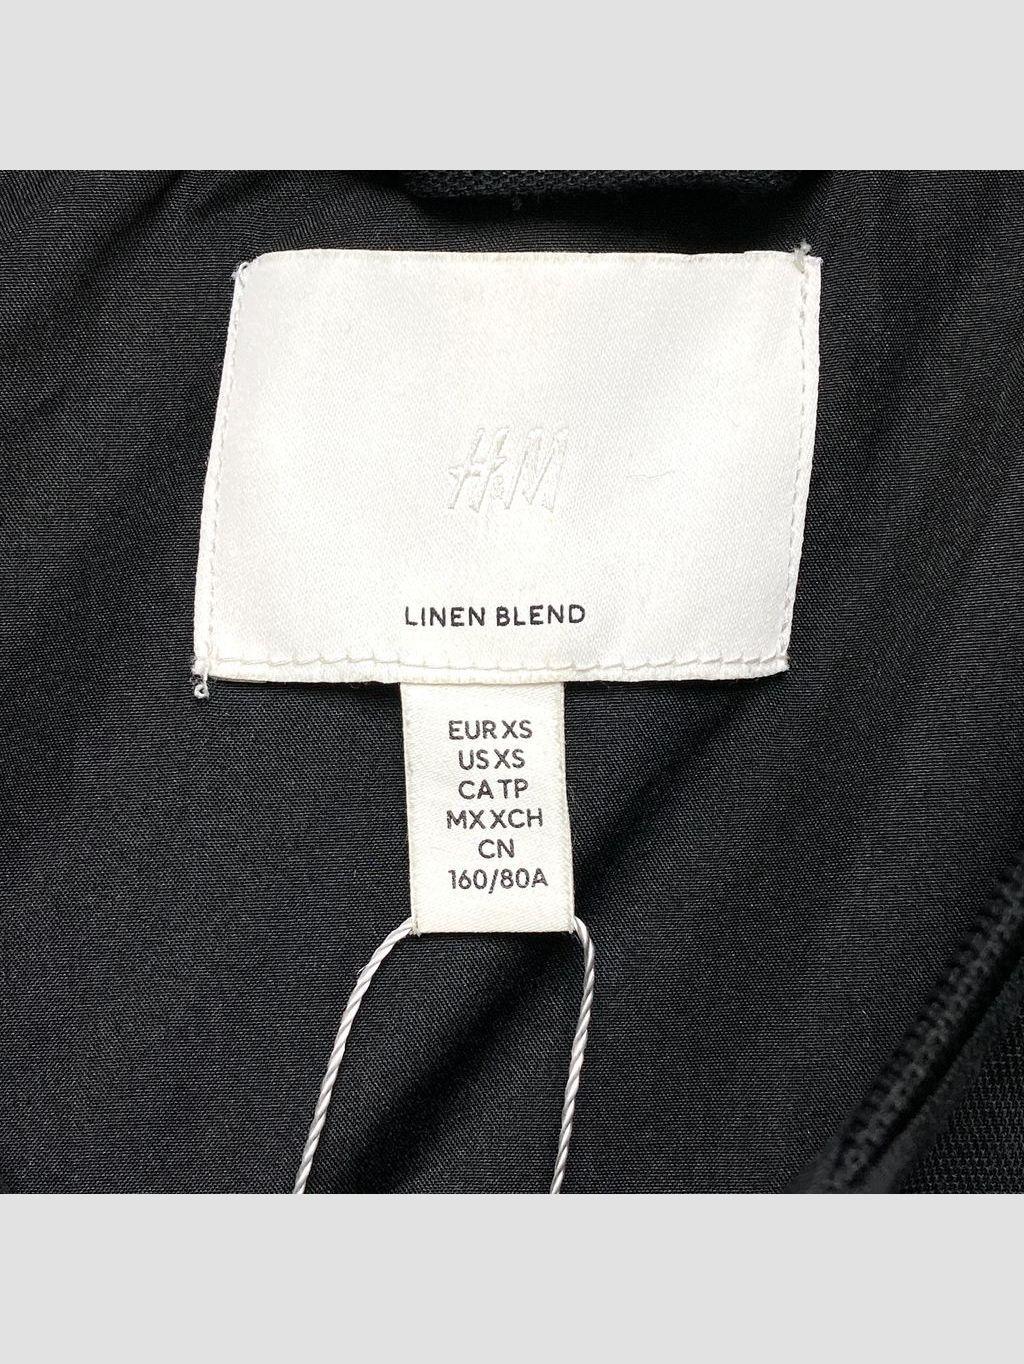 H&M
LINEN BLEND
EUR XS
US XS
CA TP
MX XCH
CN
160/80A